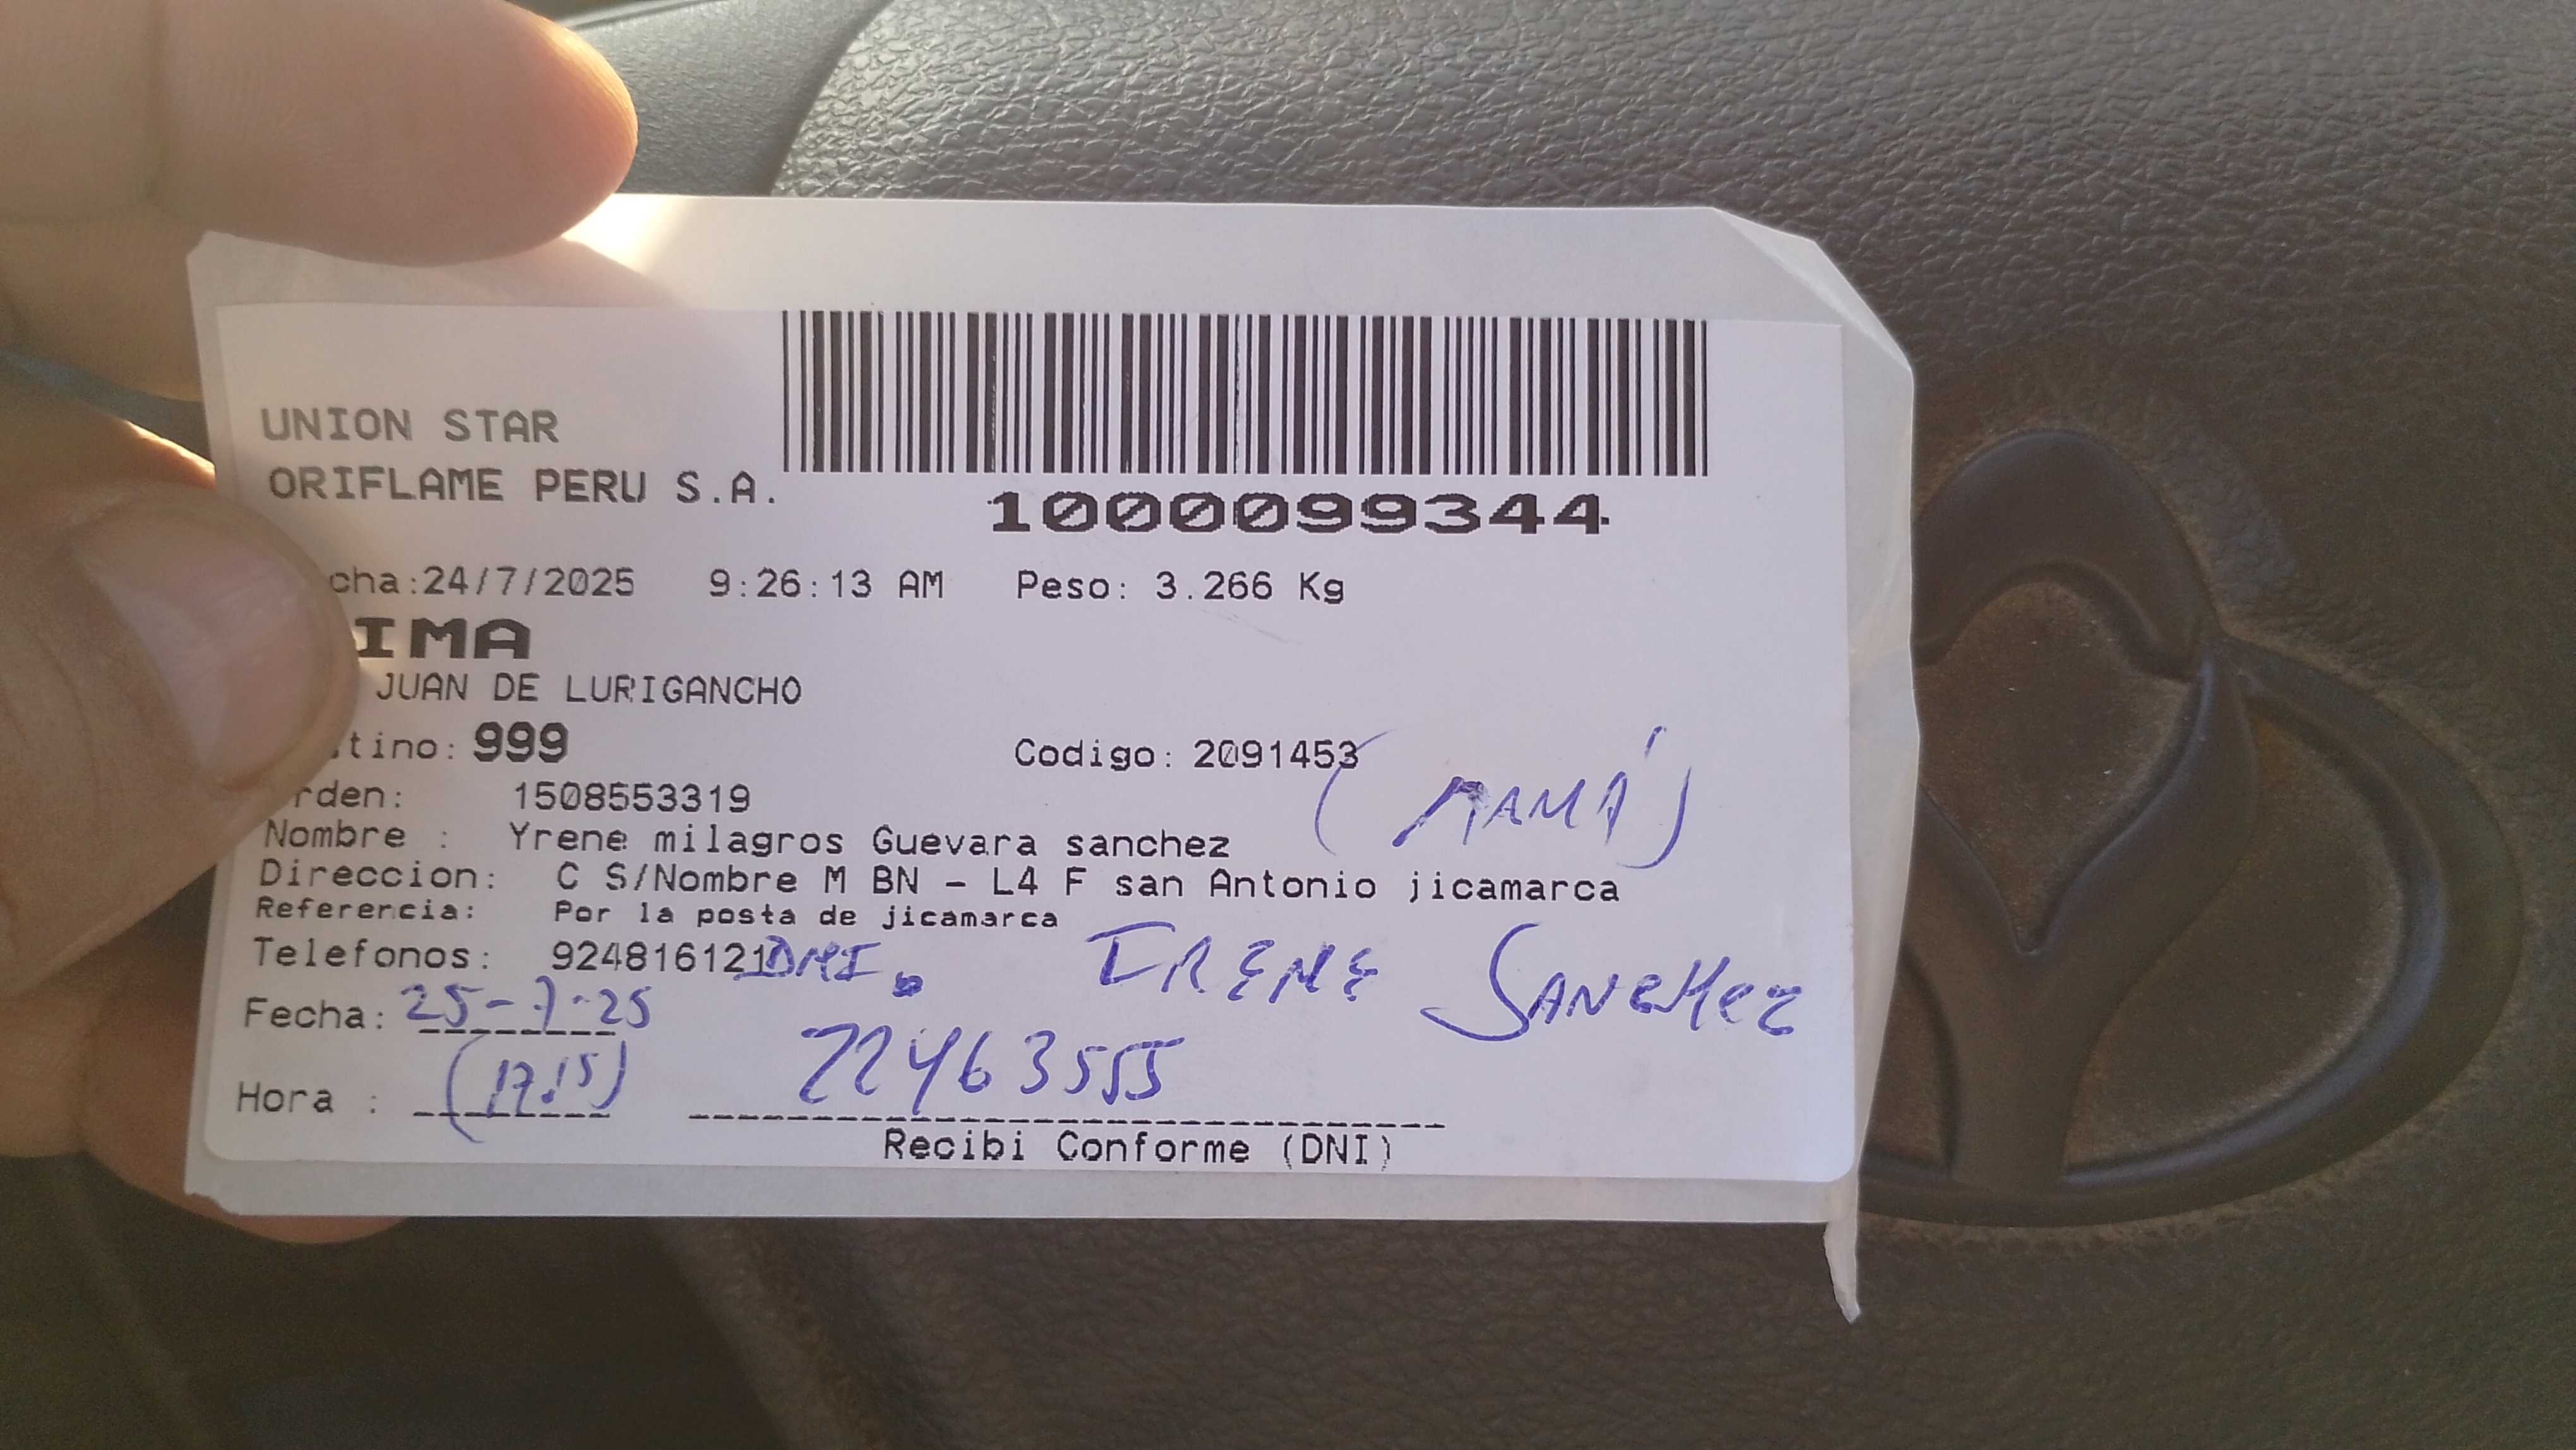 UNION STAR
ORIFLAME PERU S.A.
1000099344
cha:24/7/2025 9:26:13 AM Peso: 3.266 Kg
IMA
JUAN DE LURIGANCHO
tino: 999 Codigo: 2091453
(MAMÁ)
rden: 1508553319
Nombre : Yrene milagros Guevara sanchez
Direccion: C S/Nombre M BN - L4 F san Antonio jicamarca
Referencia: Por la posta de jicamarca
Telefonos: 924816121 DNI. IRENE SANCHEZ
Fecha: 25-7-25
22463555
Hora : (17.15)
Recibi Conforme (DNI)